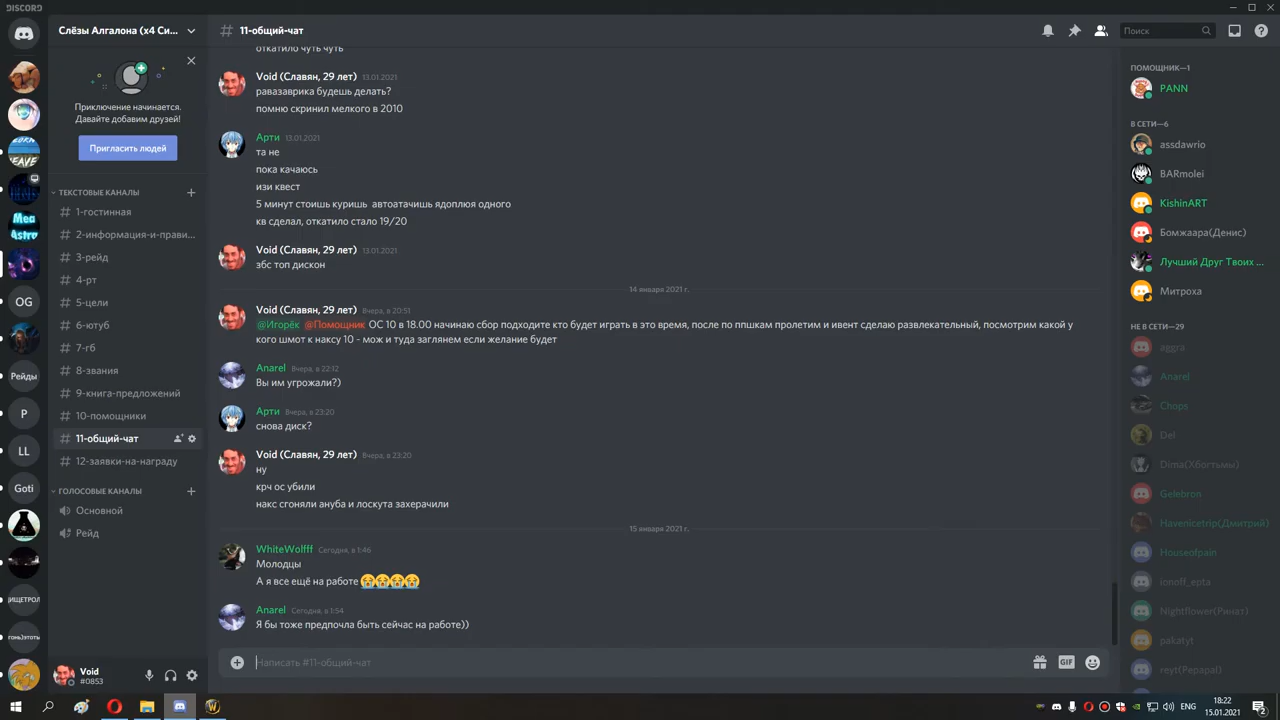 DISCORD
Слёзы Алгалона (x4 Си...
11-общий-чат
Поиск
Приключение начинается.
Давайте добавим друзей!
Пригласить людей
ТЕКСТОВЫЕ КАНАЛЫ
1-гостинная
2-информация-и-прави...
3-рейд
4-рт
5-цели
6-ютуб
7-гб
8-звания
9-книга-предложений
10-помощники
11-общий-чат
12-заявки-на-награду
ГОЛОСОВЫЕ КАНАЛЫ
Основной
Рейд
Mea
Astro
OG
Рейды
P
LL
Goti
Void
#0853
откатило чуть чуть
Void (Славян, 29 лет) 13.01.2021
равазаврика будешь делать?
помню скринил мелкого в 2010
Арти 13.01.2021
та не
пока качаюсь
изи квест
5 минут стоишь куришь автоатачишь ядоплюя одного
кв сделал, откатило стало 19/20
Void (Славян, 29 лет) 13.01.2021
збс топ дискон
14 января 2021 г.
Void (Славян, 29 лет) Вчера, в 20:51
@Игорёк @Помощник ОС 10 в 18.00 начинаю сбор подходите кто будет играть в это время, после по ппшкам пролетим и ивент сделаю развлекательный, посмотрим какой у
кого шмот к наксу 10 - мож и туда заглянем если желание будет
Anarel Вчера, в 22:12
Вы им угрожали?)
Арти Вчера, в 23:20
снова диск?
Void (Славян, 29 лет) Вчера, в 23:20
ну
крч ос убили
накс сгоняли ануба и лоскута захерачили
15 января 2021 г.
WhiteWolfff Сегодня, в 1:46
Молодцы
А я все ещё на работе 😭😭😭😭
Anarel Сегодня, в 1:54
Я бы тоже предпочла быть сейчас на работе))
Написать #11-общий-чат
GIF
ПОМОЩНИК—1
PANN
В СЕТИ—6
assdawrio
BARmolei
KishinART
Бомжаара(Денис)
Лучший Друг Твоих ...
Митроха
НЕ В СЕТИ—29
aggra
Anarel
Chops
Del
Dima(Хбогтымы)
Gelebron
Havenicetrip(Дмитрий)
Houseofpain
ionoff_epta
Nightflower(Ринат)
pakatyt
reyt(Pepapal)
ENG
18:22
15.01.2021